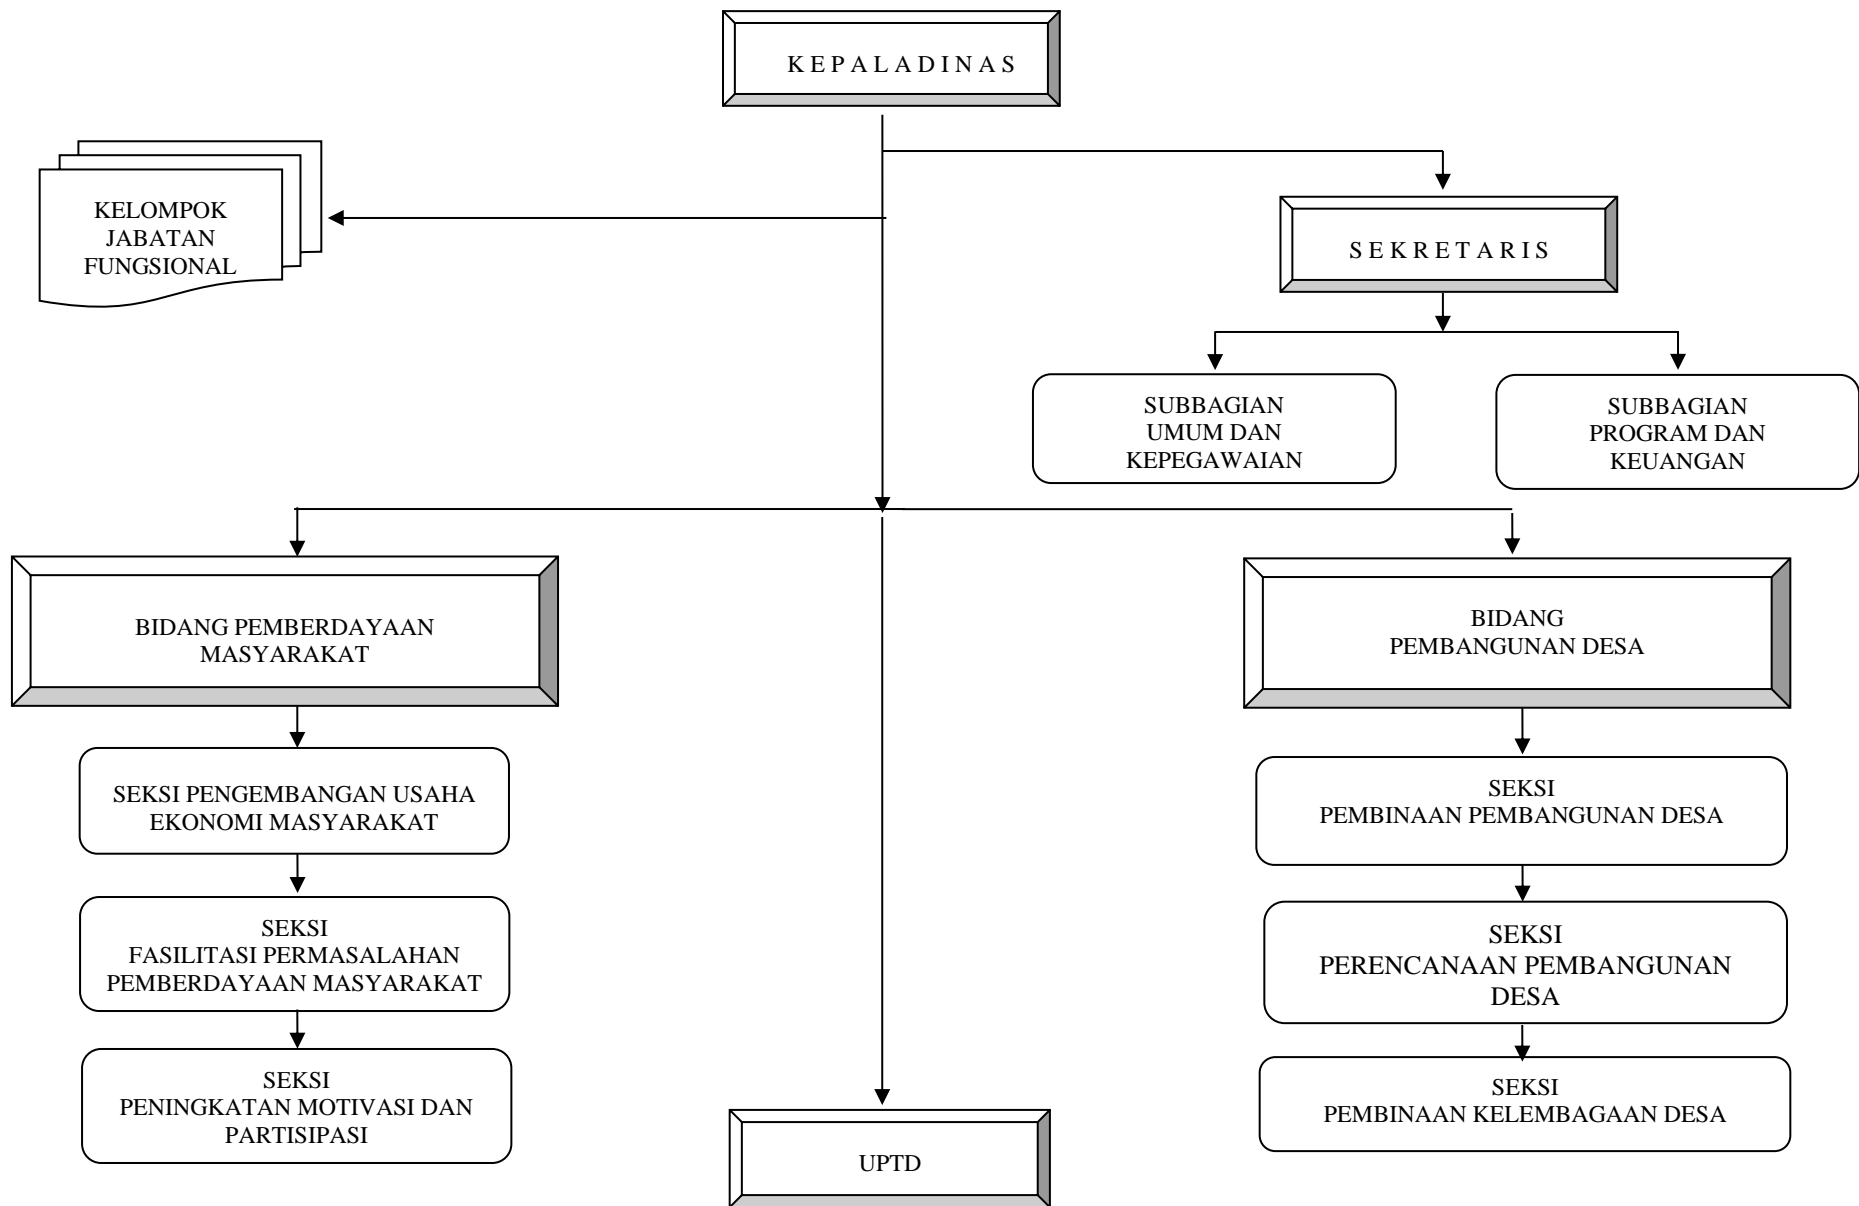 K E P A L A D I N A S
KELOMPOK
JABATAN
FUNGSIONAL
S E K R E T A R I S
SUBBAGIAN
UMUM DAN
KEPEGAWAIAN
SUBBAGIAN
PROGRAM DAN
KEUANGAN
BIDANG PEMBERDAYAAN
MASYARAKAT
BIDANG
PEMBANGUNAN DESA
SEKSI PENGEMBANGAN USAHA
EKONOMI MASYARAKAT
SEKSI
PEMBINAAN PEMBANGUNAN DESA
SEKSI
FASILITASI PERMASALAHAN
PEMBERDAYAAN MASYARAKAT
SEKSI
PERENCANAAN PEMBANGUNAN
DESA
SEKSI
PENINGKATAN MOTIVASI DAN
PARTISIPASI
SEKSI
PEMBINAAN KELEMBAGAAN DESA
UPTD